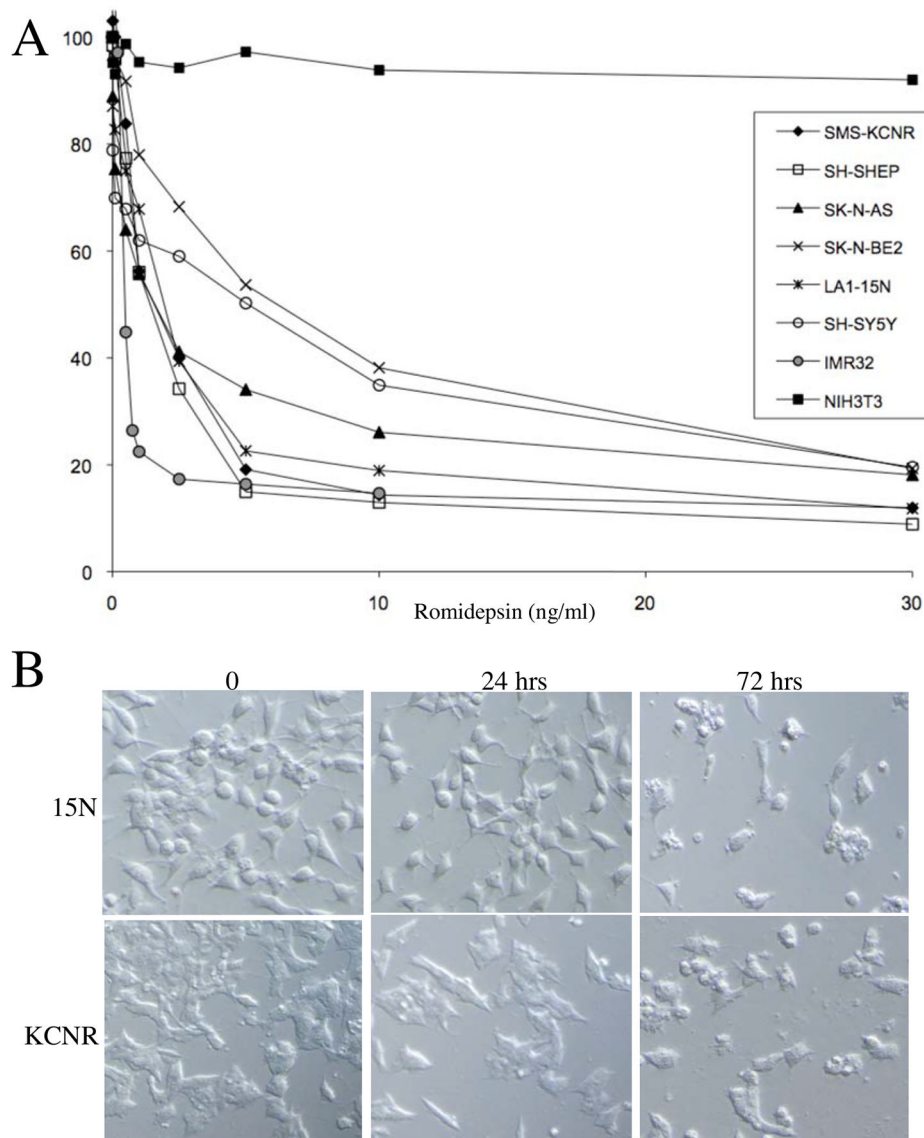 A
100
80
60
40
20
0
0 10 20 30
Romidepsin (ng/ml)
SMS-KCNR
SH-SHEP
SK-N-AS
SK-N-BE2
LA1-15N
SH-SY5Y
IMR32
NIH3T3
B
0 24 hrs 72 hrs
15N
KCNR